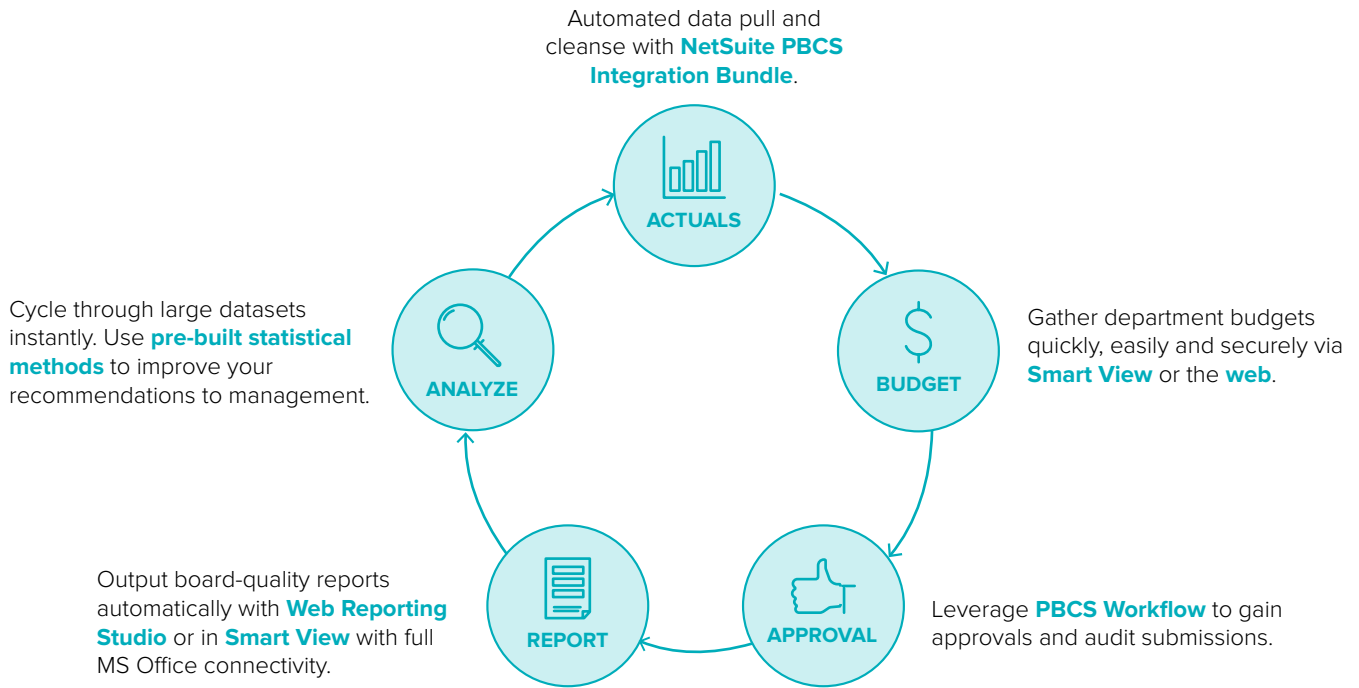 Automated data pull and
cleanse with NetSuite PBCS
Integration Bundle.
ACTUALS
Gather department budgets
quickly, easily and securely via
Smart View or the web.
BUDGET
Leverage PBCS Workflow to gain
approvals and audit submissions.
APPROVAL
Output board-quality reports
automatically with Web Reporting
Studio or in Smart View with full
MS Office connectivity.
REPORT
Cycle through large datasets
instantly. Use pre-built statistical
methods to improve your
recommendations to management.
ANALYZE